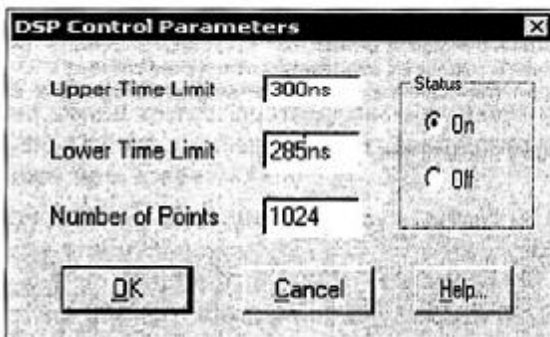 DSP Control Parameters
Upper Time Limit 300ns
Lower Time Limit 285ns
Number of Points 1024
Status
On
Off
OK Cancel Help...